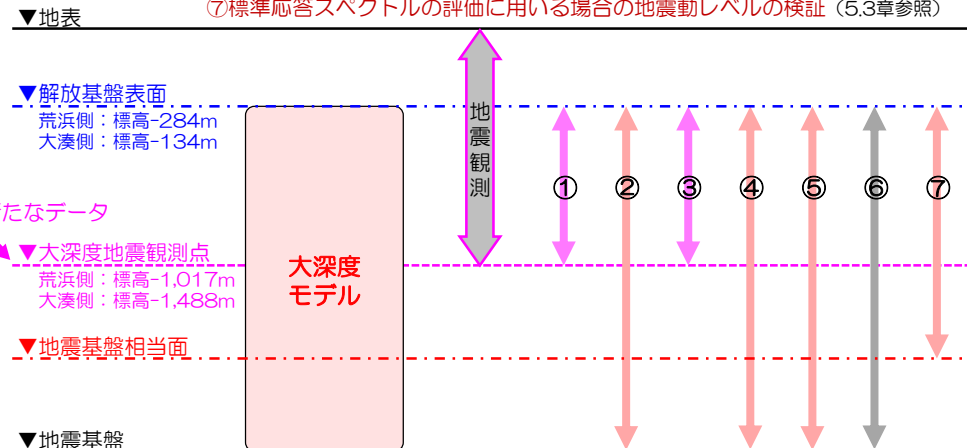 ⑦標準応答スペクトルの評価に用いる場合の地震動レベルの検証（5.3章参照）
▼地表
▼解放基盤表面
荒浜側：標高-284m
大湊側：標高-134m
地震観測
① ② ③ ④ ⑤ ⑥ ⑦
たなデータ
▼大深度地震観測点
荒浜側：標高-1,017m
大湊側：標高-1,488m
大深度
モデル
▼地震基盤相当面
▼地震基盤